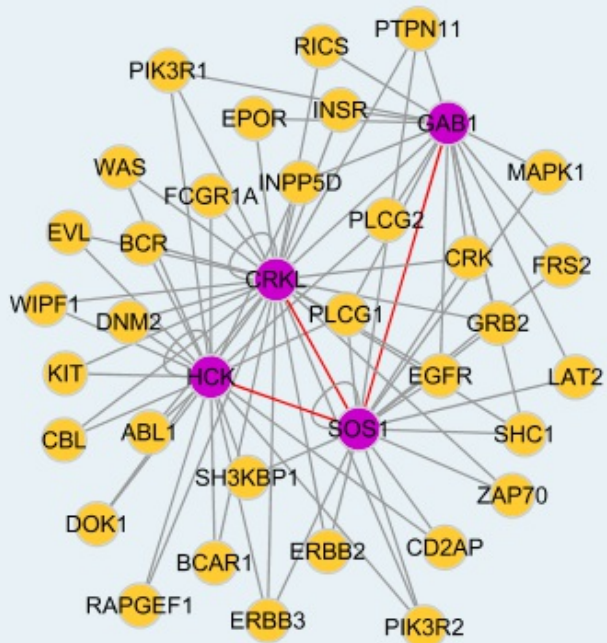 PTPN11
RICS
PIK3R1
INSR
EPOR
GAB1
WAS
FCGR1A
INPP5D
MAPK1
PLCG2
EVL
BCR
CRK
FRS2
CRKL
WIPF1
DNM2
PLCG1
GRB2
KIT
HCK
EGFR
LAT2
CBL
ABL1
SOS1
SHC1
SH3KBP1
ZAP70
DOK1
BCAR1
ERBB2
CD2AP
RAPGEF1
ERBB3
PIK3R2